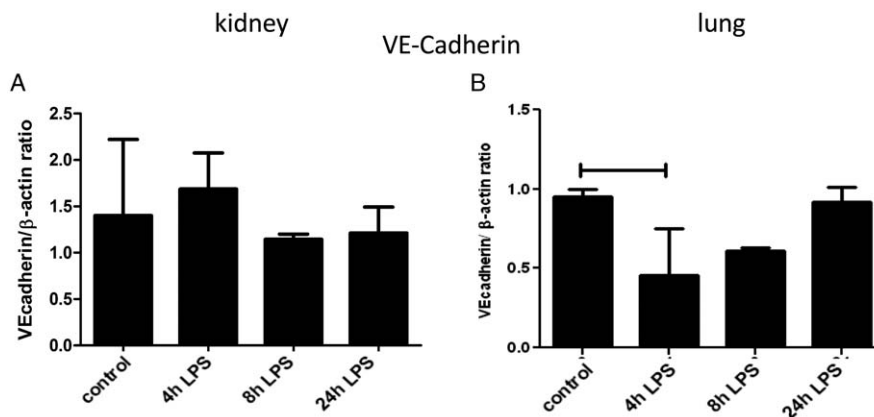 kidney
lung
VE-Cadherin
A
B
VEcadherin/β-actin ratio
2.5
2.0
1.5
1.0
0.5
0.0
control
4h LPS
8h LPS
24h LPS
VEcadherin/ β-actin ratio
1.5
1.0
0.5
0.0
control
4h LPS
8h LPS
24h LPS